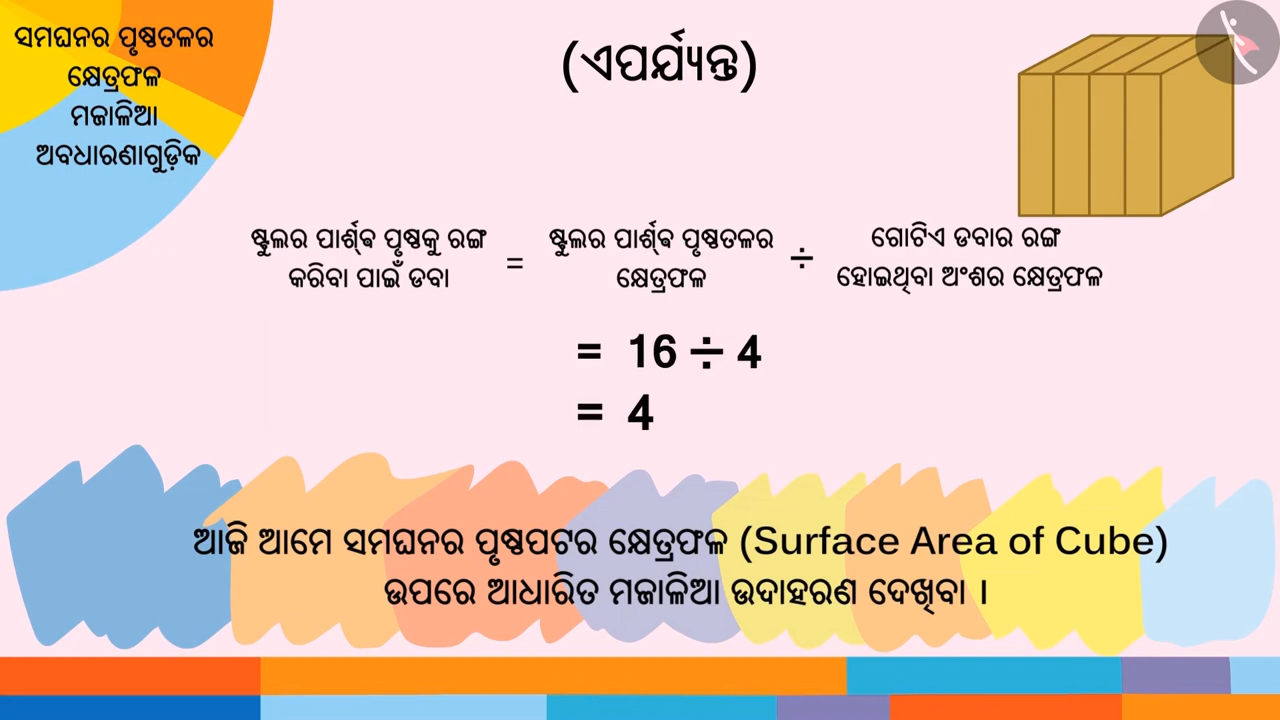 ସମଘନର ପୃଷ୍ଠତଳର
କ୍ଷେତ୍ରଫଳ
ମଜାଳିଆ
ଅବଧାରଣାଗୁଡ଼ିକ
(ଏପର୍ଯ୍ୟନ୍ତ)
ଷ୍ଟୁଲର ପାର୍ଶ୍ଵ ପୃଷ୍ଠକୁ ରଙ୍ଗ
କରିବା ପାଇଁ ଡବା
=
ଷ୍ଟୁଲର ପାର୍ଶ୍ଵ ପୃଷ୍ଠତଳର
କ୍ଷେତ୍ରଫଳ
÷
ଗୋଟିଏ ଡବାର ରଙ୍ଗ
ହୋଇଥିବା ଅଂଶର କ୍ଷେତ୍ରଫଳ
= 16 ÷ 4
= 4
ଆଜି ଆମେ ସମଘନର ପୃଷ୍ଠପଟର କ୍ଷେତ୍ରଫଳ (Surface Area of Cube)
ଉପରେ ଆଧାରିତ ମଜାଳିଆ ଉଦାହରଣ ଦେଖିବା ।